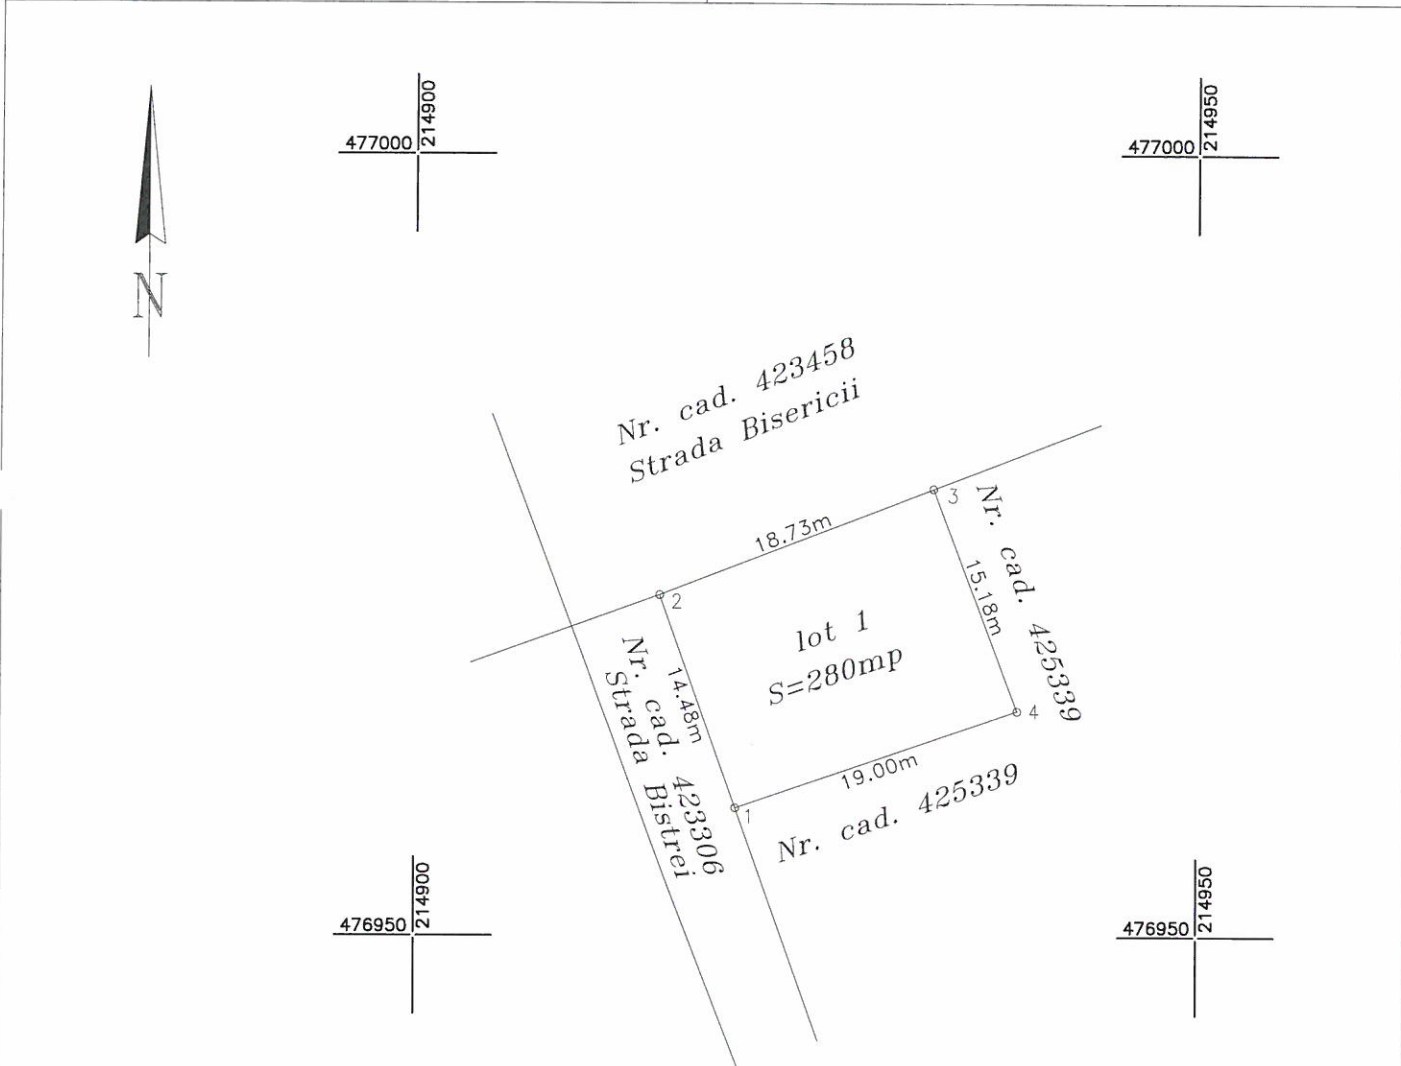 477000
214900
477000
214950
N
Nr. cad. 423458
Strada Bisericii
18.73m
3
Nr. cad. 425339
15.18m
2
lot 1
S=280mp
14.48m
Nr. cad. 423306
Strada Bistrei
4
19.00m
1
Nr. cad. 425339
476950
214900
476950
214950